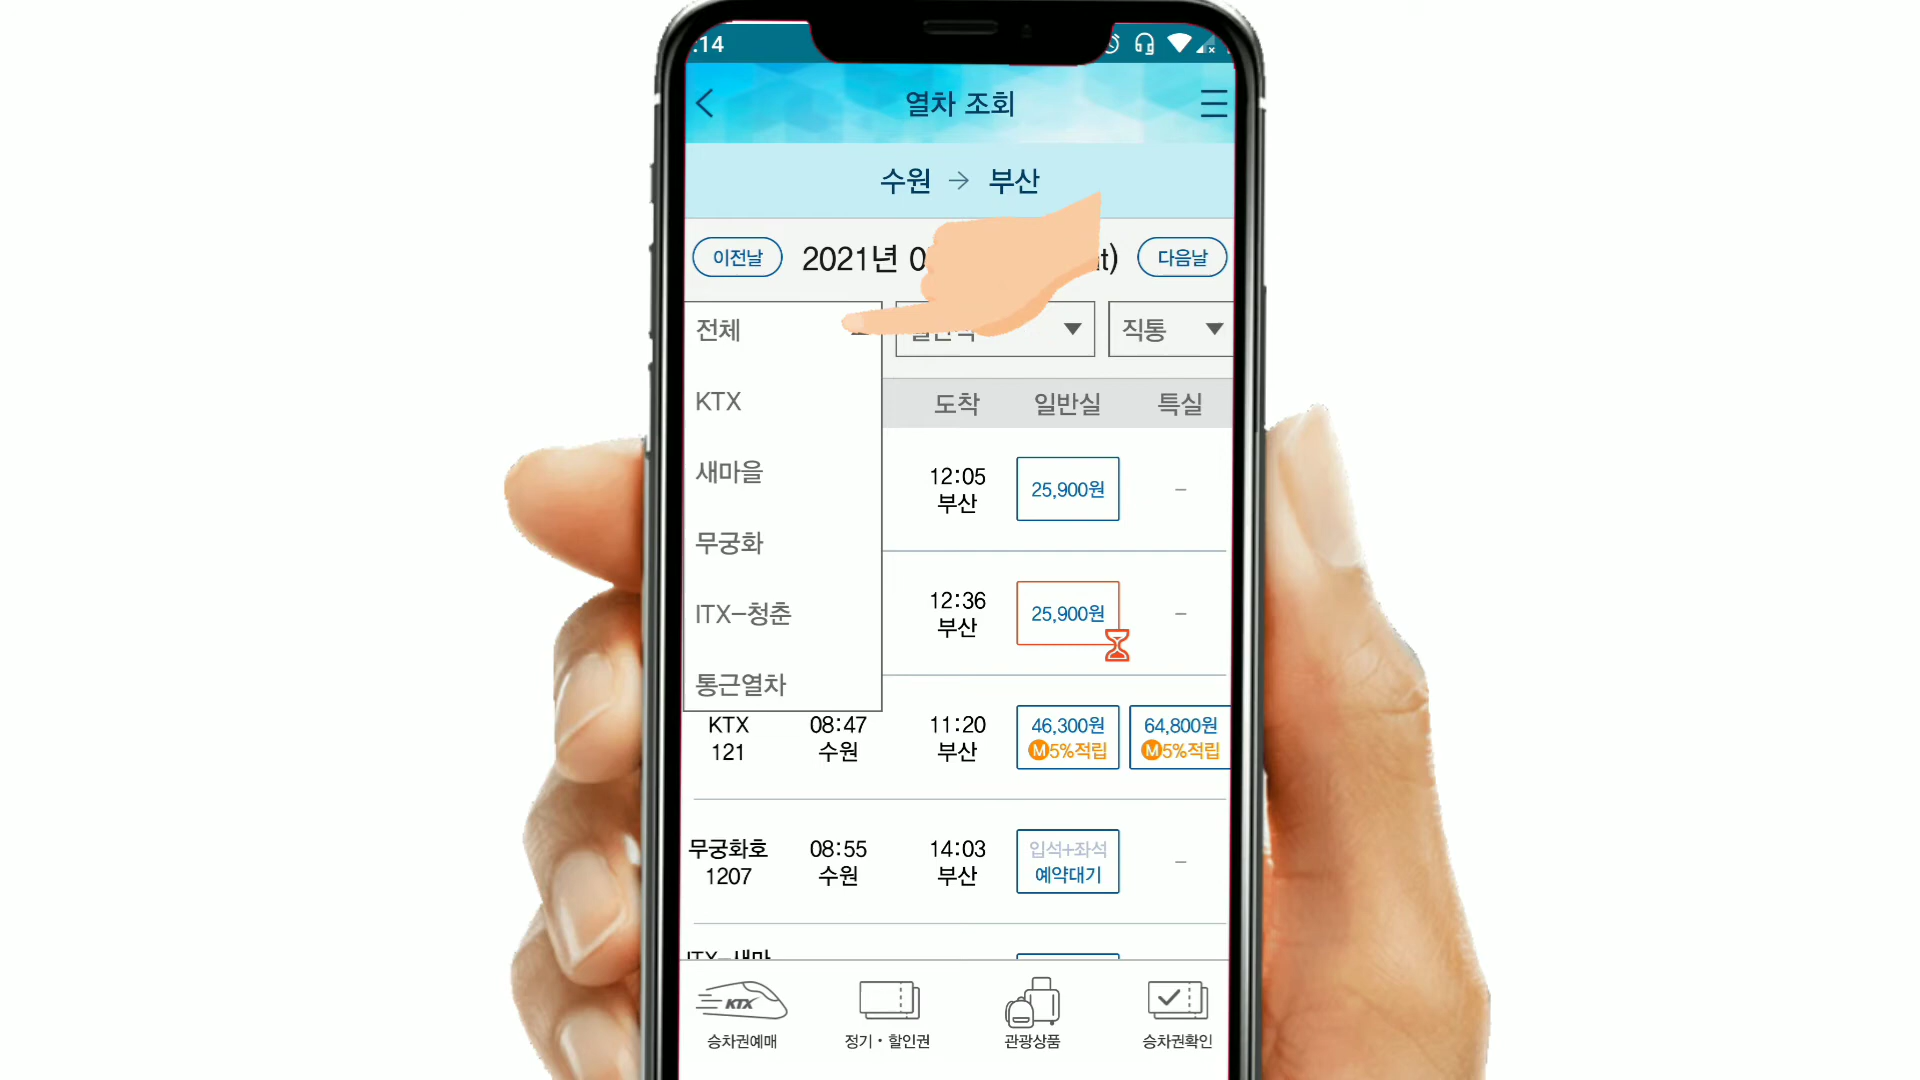 :14
열차 조회
수원 → 부산
이전날 2021년 0 t) 다음날
전체 직통
KTX
새마을
무궁화
ITX-청춘
통근열차
도착 일반실 특실
12:05 25,900원 -
부산
12:36 25,900원 -
부산
KTX 08:47 11:20 46,300원 64,800원
121 수원 부산 M5%적립 M5%적립
무궁화호 08:55 14:03 입석+좌석 -
1207 수원 부산 예약대기
ITX-새마
KTX
승차권예매 정기·할인권 관광상품 승차권확인